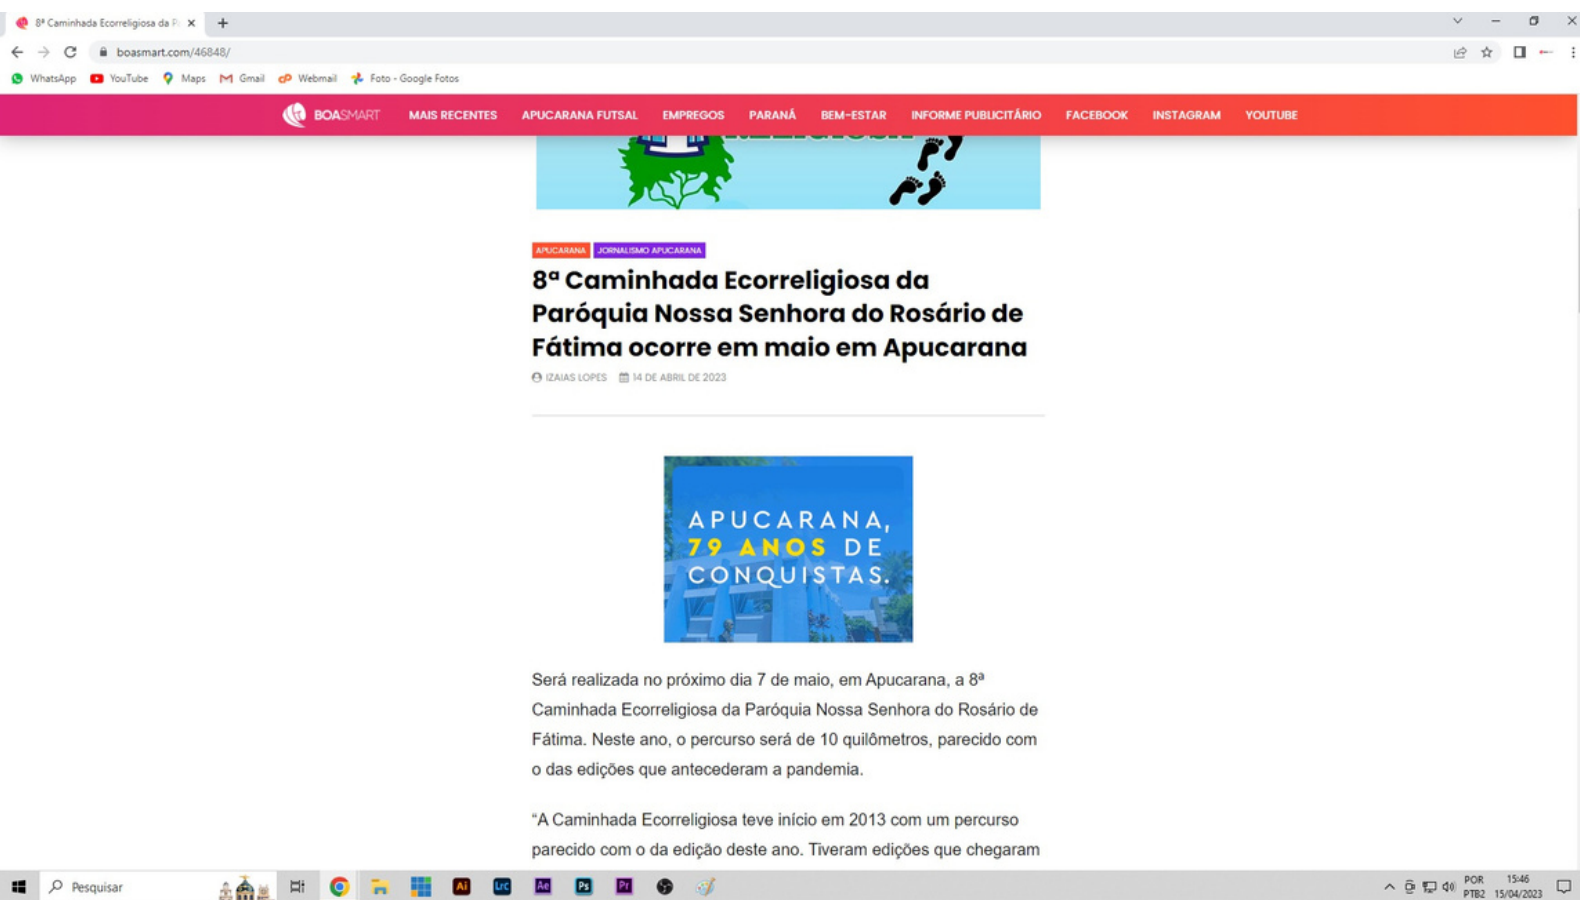 8ª Caminhada Ecorreligiosa da P
boasmart.com/46848/
WhatsApp YouTube Maps Gmail Webmail Foto - Google Fotos
BOASMART MAIS RECENTES APUCARANA FUTSAL EMPREGOS PARANÁ BEM-ESTAR INFORME PUBLICITÁRIO FACEBOOK INSTAGRAM YOUTUBE
APUCARANA JORNALISMO APUCARANA
8ª Caminhada Ecorreligiosa da
Paróquia Nossa Senhora do Rosário de
Fátima ocorre em maio em Apucarana
IZAIAS LOPES 14 DE ABRIL DE 2023
APUCARANA,
79 ANOS DE
CONQUISTAS.
Será realizada no próximo dia 7 de maio, em Apucarana, a 8ª
Caminhada Ecorreligiosa da Paróquia Nossa Senhora do Rosário de
Fátima. Neste ano, o percurso será de 10 quilômetros, parecido com
o das edições que antecederam a pandemia.
“A Caminhada Ecorreligiosa teve início em 2013 com um percurso
parecido com o da edição deste ano. Tiveram edições que chegaram
Pesquisar
Ai LrC Ae Ps Pr
POR 15:46
PTB2 15/04/2023